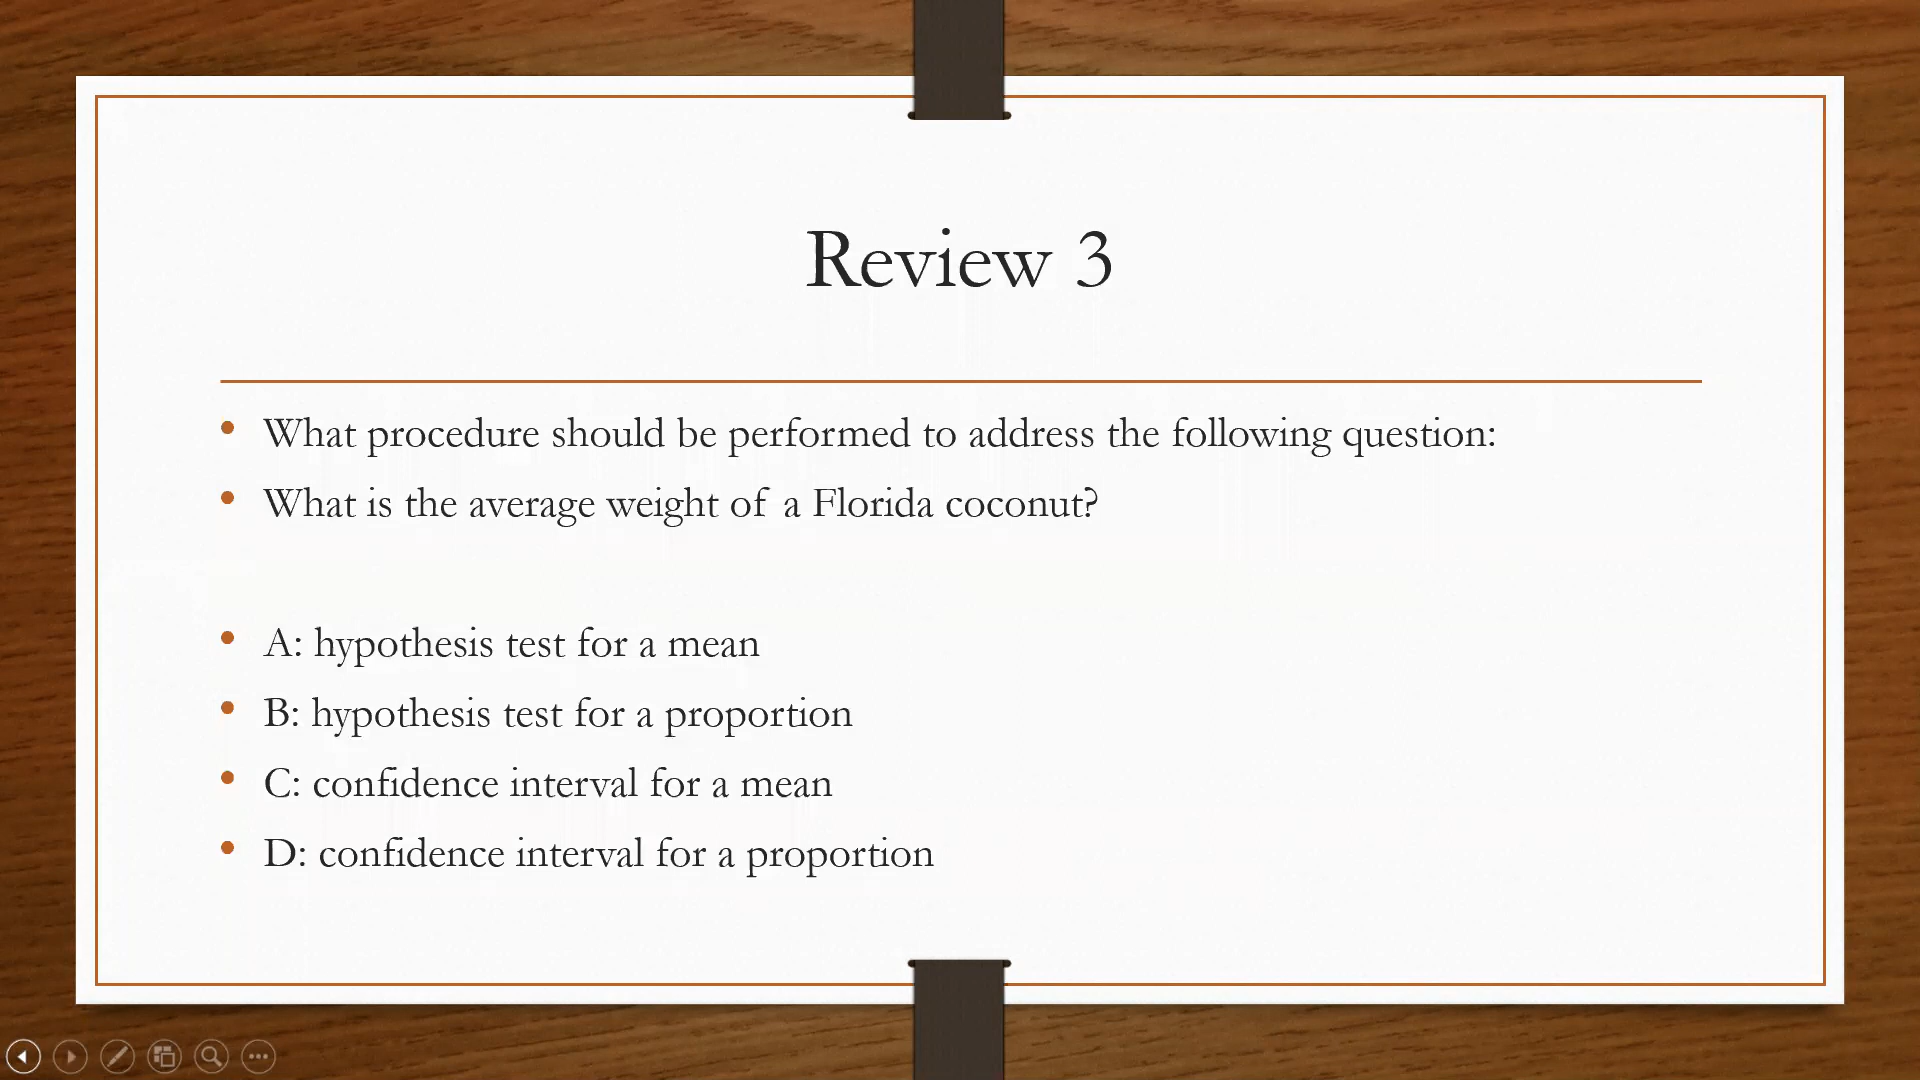 Review 3
What procedure should be performed to address the following question:
What is the average weight of a Florida coconut?
A: hypothesis test for a mean
B: hypothesis test for a proportion
C: confidence interval for a mean
D: confidence interval for a proportion